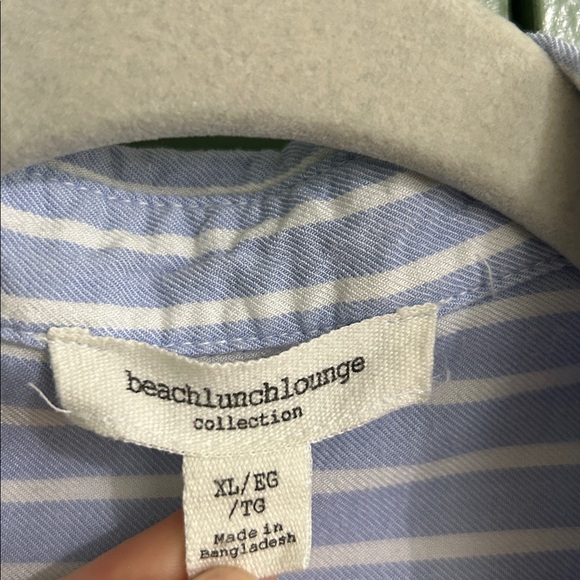 beachlunchlounge
collection
XL/EG
/TG
Made in
Bangladesh